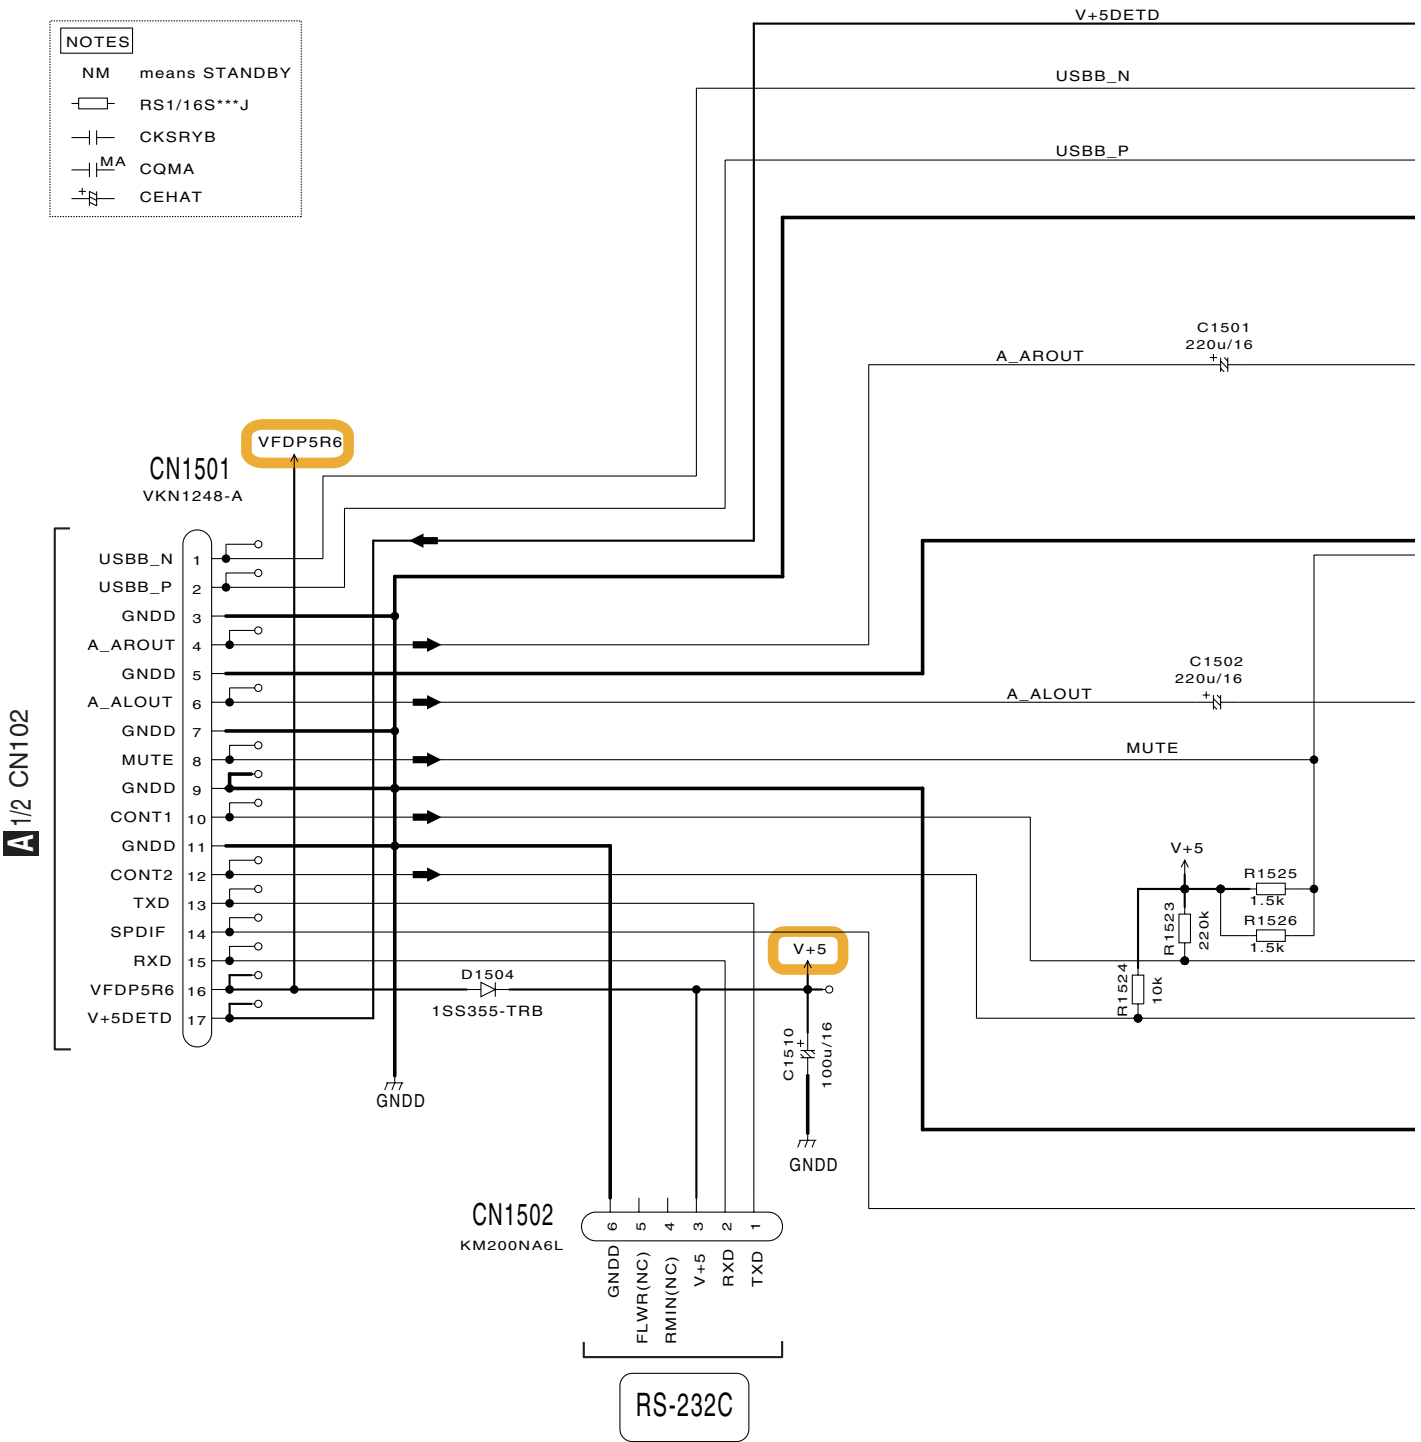 V+5DETD
NOTES
NM means STANDBY
RS1/16S***J
CKSRYB
MA CQMA
+ CEHAT
USBB_N
USBB_P
C1501
220u/16
A_AROUT
+
VFDP5R6
CN1501
VKN1248-A
USBB_N 1
USBB_P 2
GNDD 3
A_AROUT 4
GNDD 5
A_ALOUT 6
GNDD 7
MUTE 8
GNDD 9
CONT1 10
GNDD 11
CONT2 12
TXD 13
SPDIF 14
RXD 15
VFDP5R6 16
V+5DETD 17
A 1/2 CN102
C1502
220u/16
A_ALOUT
+
MUTE
V+5
R1525
1.5k
R1526
1.5k
R1523
220k
R1524
10k
V+5
D1504
1SS355-TRB
C1510
+
100u/16
GNDD
GNDD
CN1502
KM200NA6L
6 5 4 3 2 1
GNDD
FLWR(NC)
RMIN(NC)
V+5
RXD
TXD
RS-232C